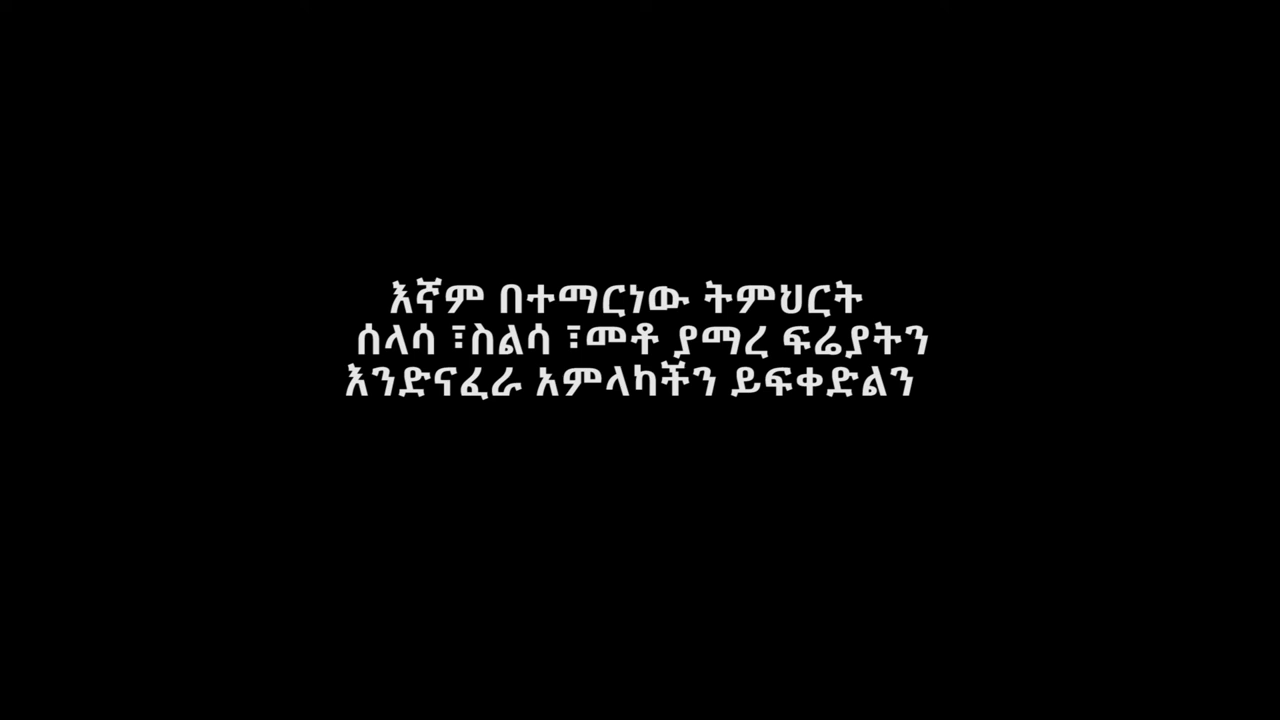 እኛም በተማርነው ትምህርት
ሰላሳ ፣ስልሳ ፣መቶ ያማረ ፍሬያትን
እንድናፈራ አምላካችን ይፍቀድልን